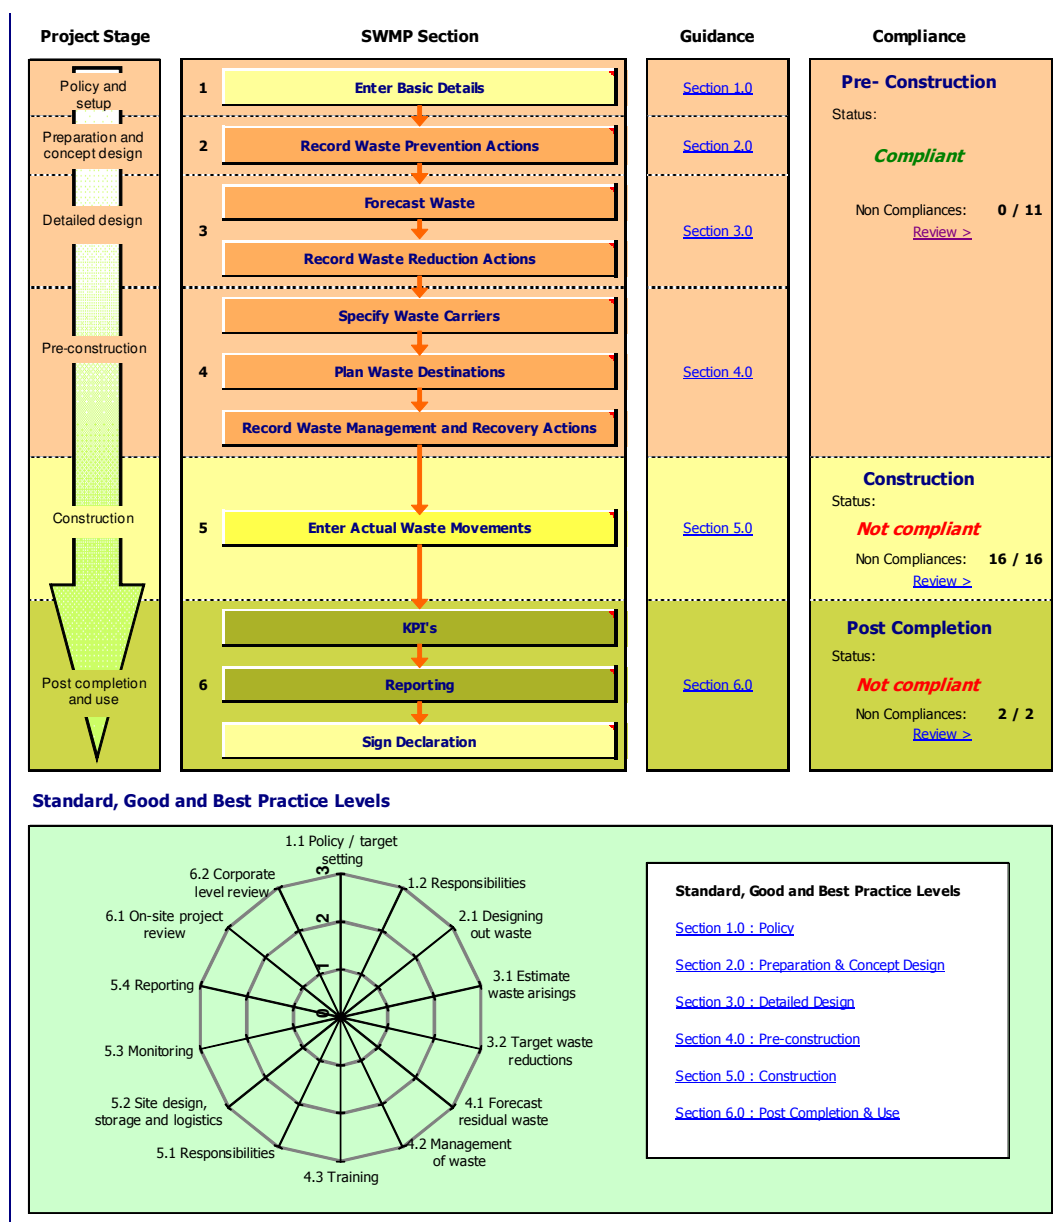 Project Stage
SWMP Section
Guidance
Compliance
Policy and
setup
1
Enter Basic Details
Section 1.0
Preparation and
concept design
2
Record Waste Prevention Actions
Section 2.0
Detailed design
3
Forecast Waste
Record Waste Reduction Actions
Section 3.0
Pre-construction
4
Specify Waste Carriers
Plan Waste Destinations
Record Waste Management and Recovery Actions
Section 4.0
Pre- Construction
Status:
Compliant
Non Compliances: 0 / 11
Review >
Construction
5
Enter Actual Waste Movements
Section 5.0
Construction
Status:
Not compliant
Non Compliances: 16 / 16
Review >
Post completion
and use
6
KPI's
Reporting
Sign Declaration
Section 6.0
Post Completion
Status:
Not compliant
Non Compliances: 2 / 2
Review >
Standard, Good and Best Practice Levels
1.1 Policy / target
setting
1.2 Responsibilities
2.1 Designing
out waste
3.1 Estimate
waste arisings
3.2 Target waste
reductions
4.1 Forecast
residual waste
4.2 Management
of waste
4.3 Training
5.1 Responsibilities
5.2 Site design,
storage and logistics
5.3 Monitoring
5.4 Reporting
6.1 On-site project
review
6.2 Corporate
level review
3
2
1
0
Standard, Good and Best Practice Levels
Section 1.0 : Policy
Section 2.0 : Preparation & Concept Design
Section 3.0 : Detailed Design
Section 4.0 : Pre-construction
Section 5.0 : Construction
Section 6.0 : Post Completion & Use